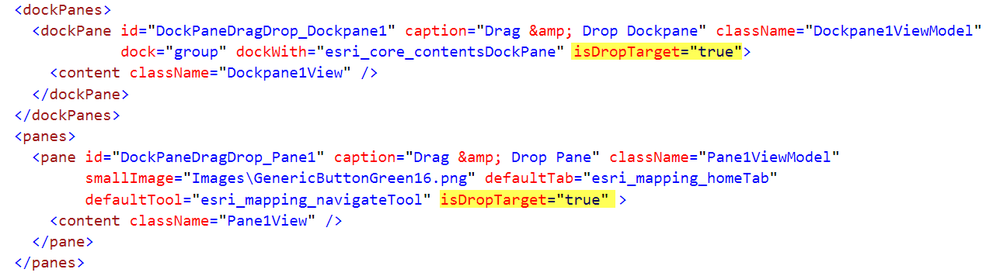 <dockPanes>
<dockPane id="DockPaneDragDrop_Dockpane1" caption="Drag &amp; Drop Dockpane" className="Dockpane1ViewModel"
dock="group" dockWith="esri_core_contentsDockPane" isDropTarget="true">
<content className="Dockpane1View" />
</dockPane>
</dockPanes>
<panes>
<pane id="DockPaneDragDrop_Pane1" caption="Drag &amp; Drop Pane" className="Pane1ViewModel"
smallImage="Images\GenericButtonGreen16.png" defaultTab="esri_mapping_homeTab"
defaultTool="esri_mapping_navigateTool" isDropTarget="true" >
<content className="Pane1View" />
</pane>
</panes>